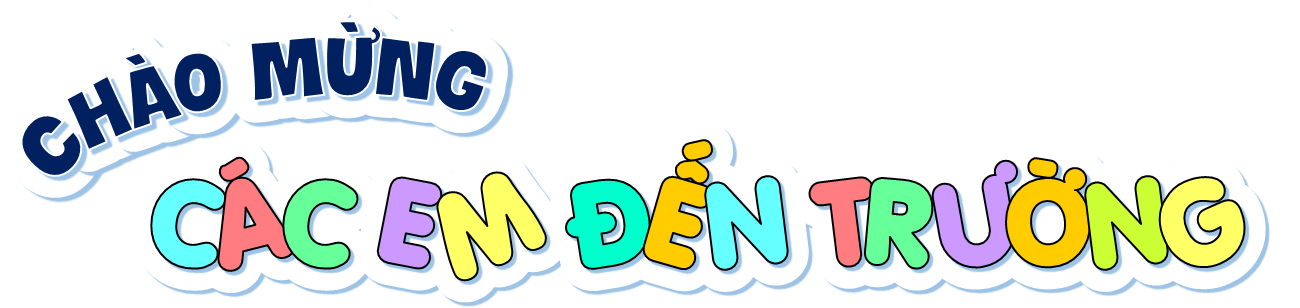 CHÀO MỪNG
CÁC EM ĐẾN TRƯỜNG